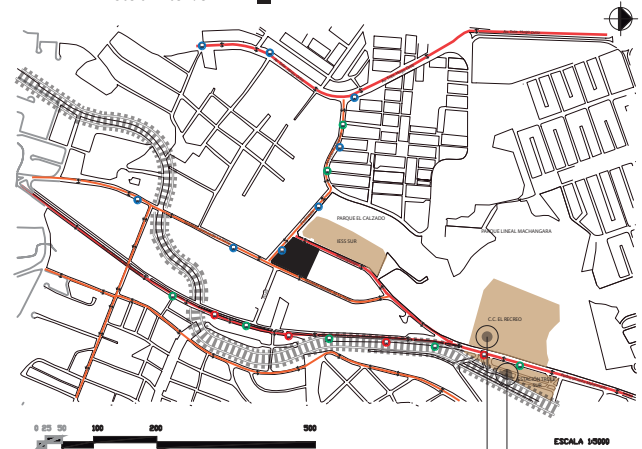 PARQUE EL CALZADO
IESS SUR
PARQUE LINEAL MACHANGARA
C.C. EL RECREO
0 25 50 100 200 500
ESCALA 1:5000